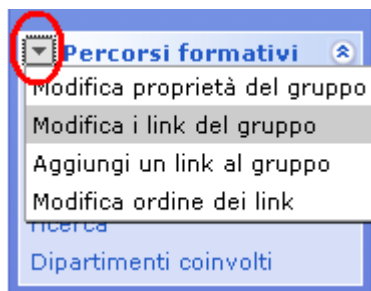 Percorsi formativi
Modifica proprietà del gruppo
Modifica i link del gruppo
Aggiungi un link al gruppo
Modifica ordine dei link
ricerca
Dipartimenti coinvolti